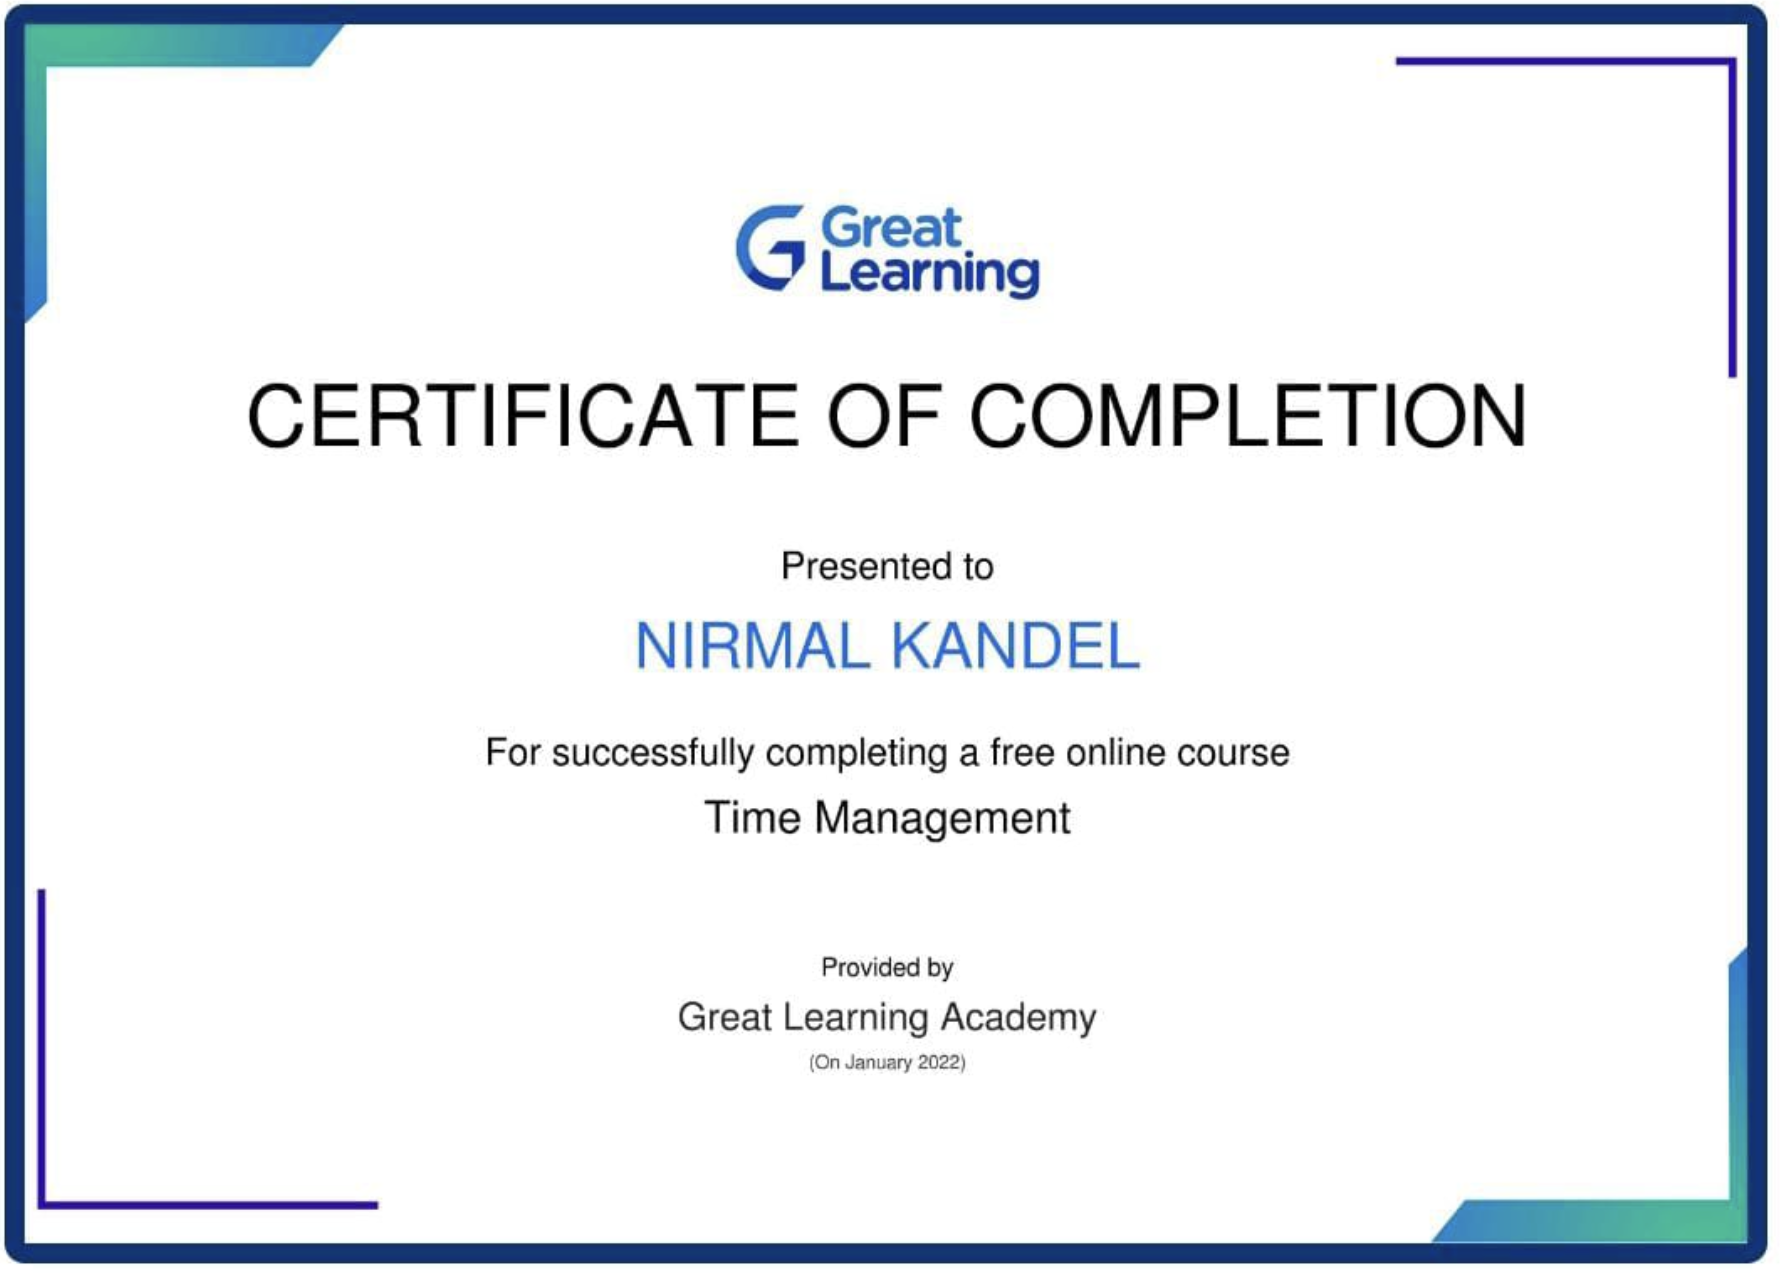 Great
Learning
CERTIFICATE OF COMPLETION
Presented to
NIRMAL KANDEL
For successfully completing a free online course
Time Management
Provided by
Great Learning Academy
(On January 2022)